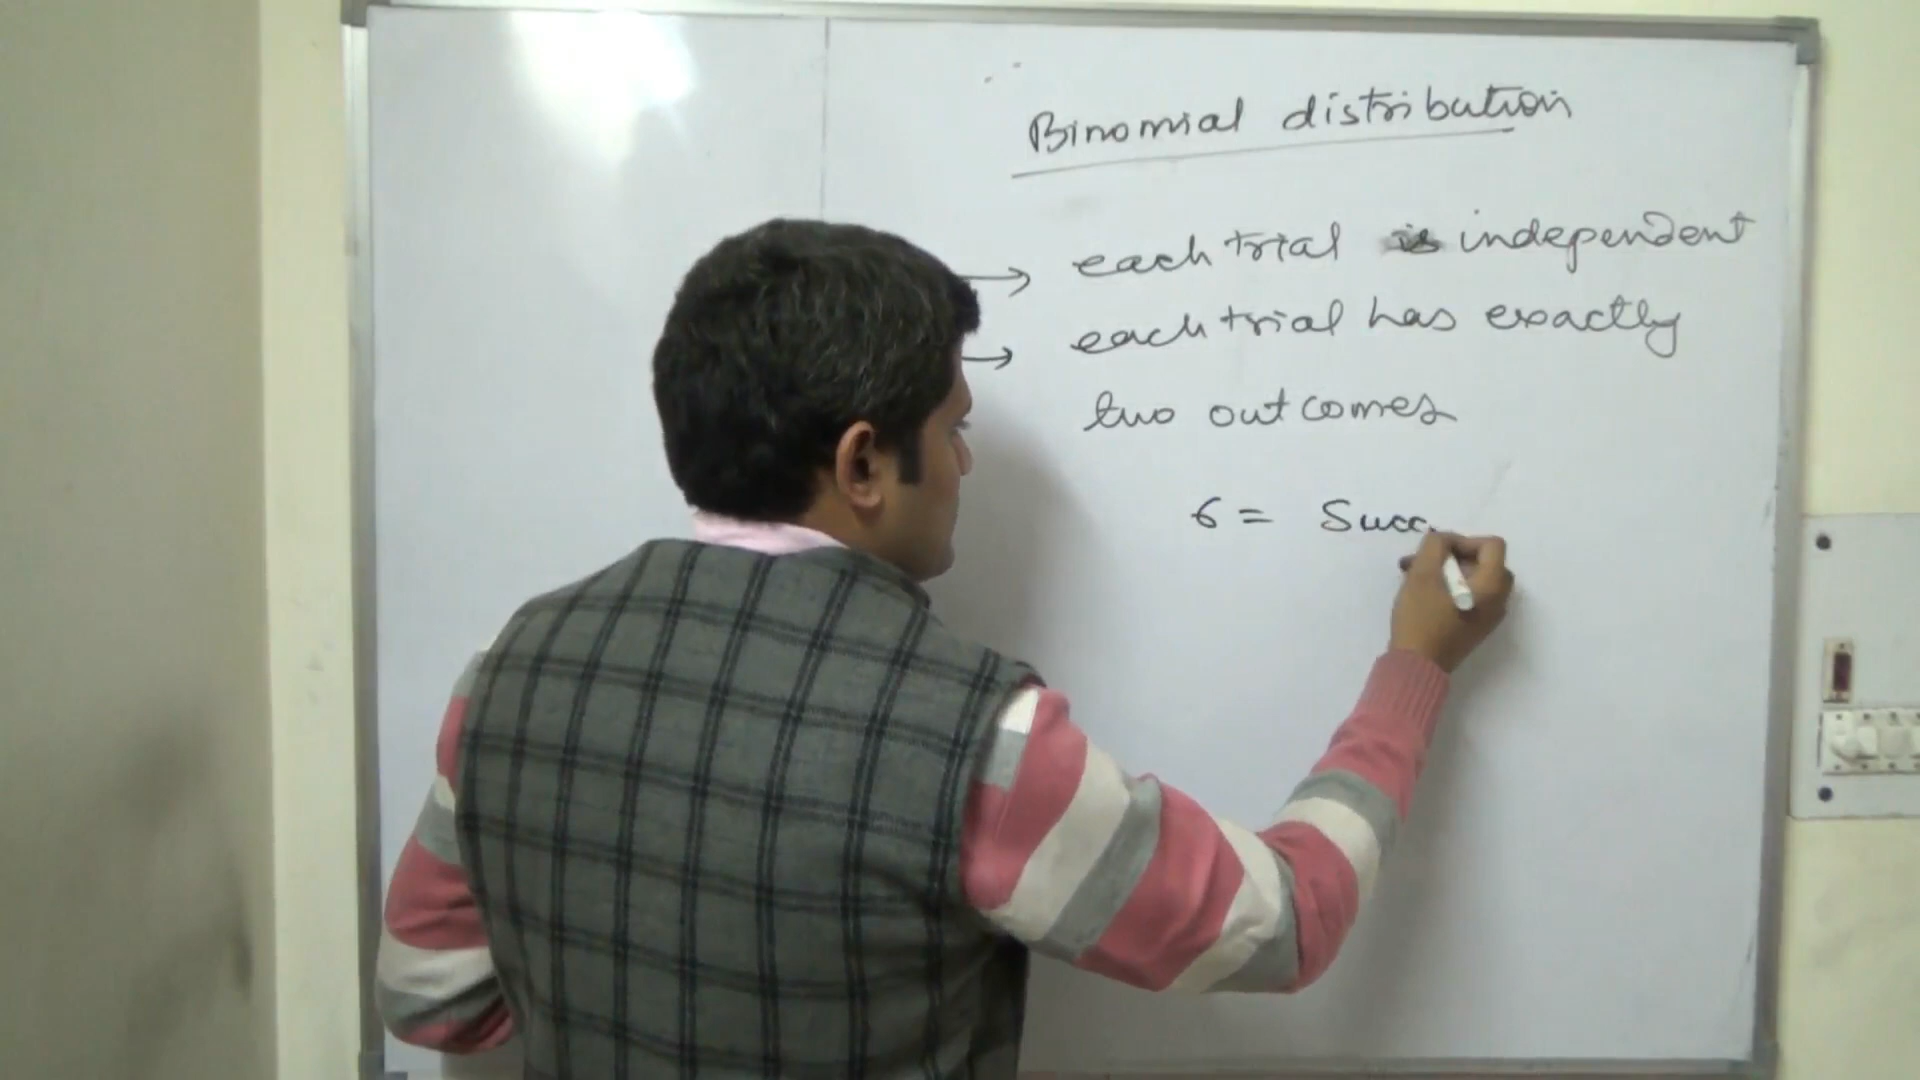 Binomial distribution
→ each trial is independent
→ each trial has exactly
two outcomes
6 = Succ